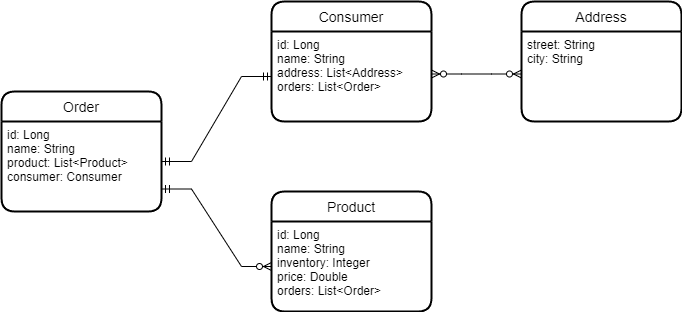 Consumer
id: Long
name: String
address: List<Address>
orders: List<Order>
Address
street: String
city: String
Order
id: Long
name: String
product: List<Product>
consumer: Consumer
Product
id: Long
name: String
inventory: Integer
price: Double
orders: List<Order>